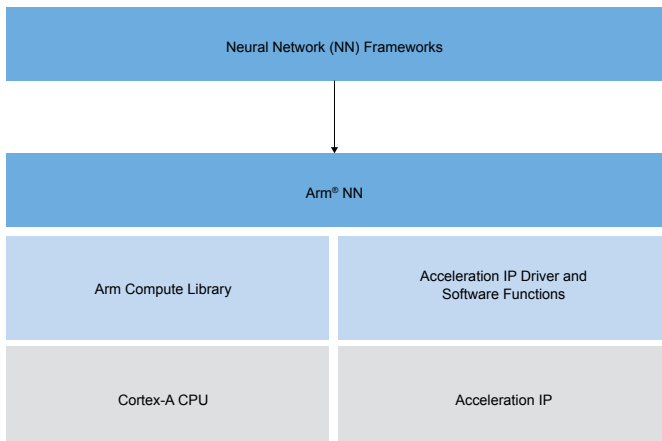 Neural Network (NN) Frameworks
Arm® NN
Arm Compute Library
Acceleration IP Driver and
Software Functions
Cortex-A CPU
Acceleration IP